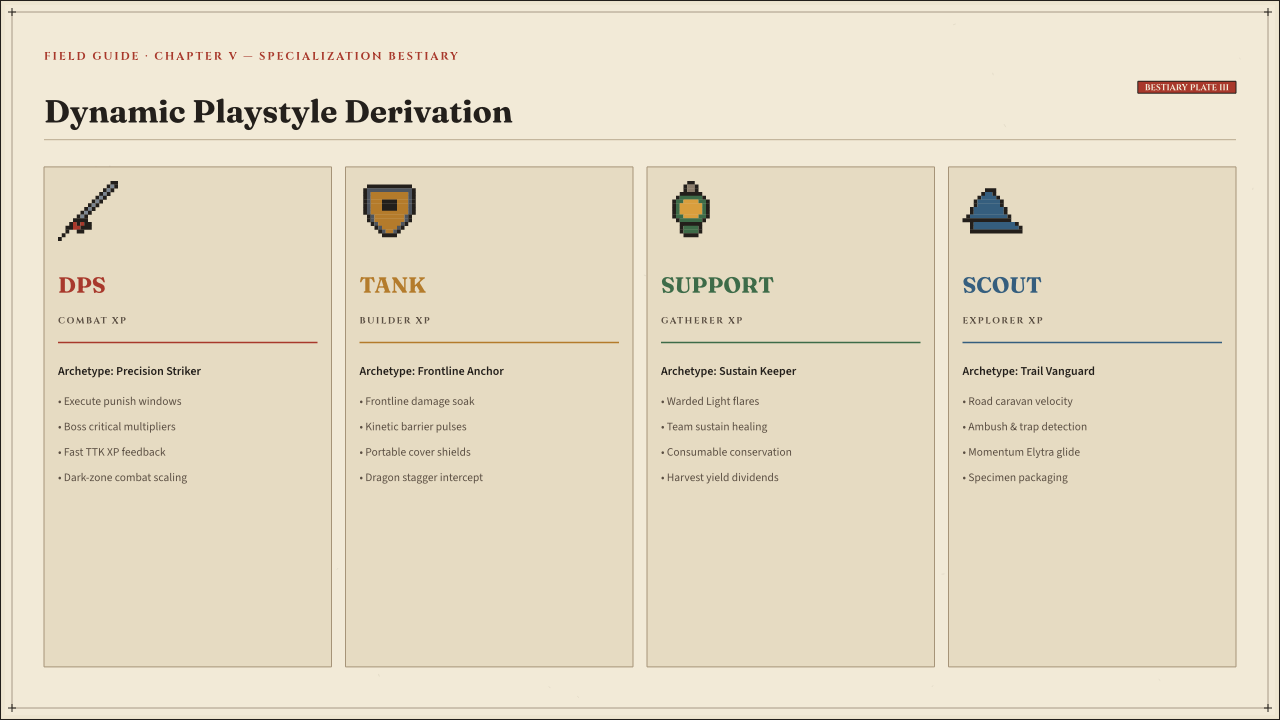 FIELD GUIDE · CHAPTER V — SPECIALIZATION BESTIARY
BESTIARY PLATE III
Dynamic Playstyle Derivation
DPS
COMBAT XP
Archetype: Precision Striker
• Execute punish windows
• Boss critical multipliers
• Fast TTK XP feedback
• Dark-zone combat scaling
TANK
BUILDER XP
Archetype: Frontline Anchor
• Frontline damage soak
• Kinetic barrier pulses
• Portable cover shields
• Dragon stagger intercept
SUPPORT
GATHERER XP
Archetype: Sustain Keeper
• Warded Light flares
• Team sustain healing
• Consumable conservation
• Harvest yield dividends
SCOUT
EXPLORER XP
Archetype: Trail Vanguard
• Road caravan velocity
• Ambush & trap detection
• Momentum Elytra glide
• Specimen packaging